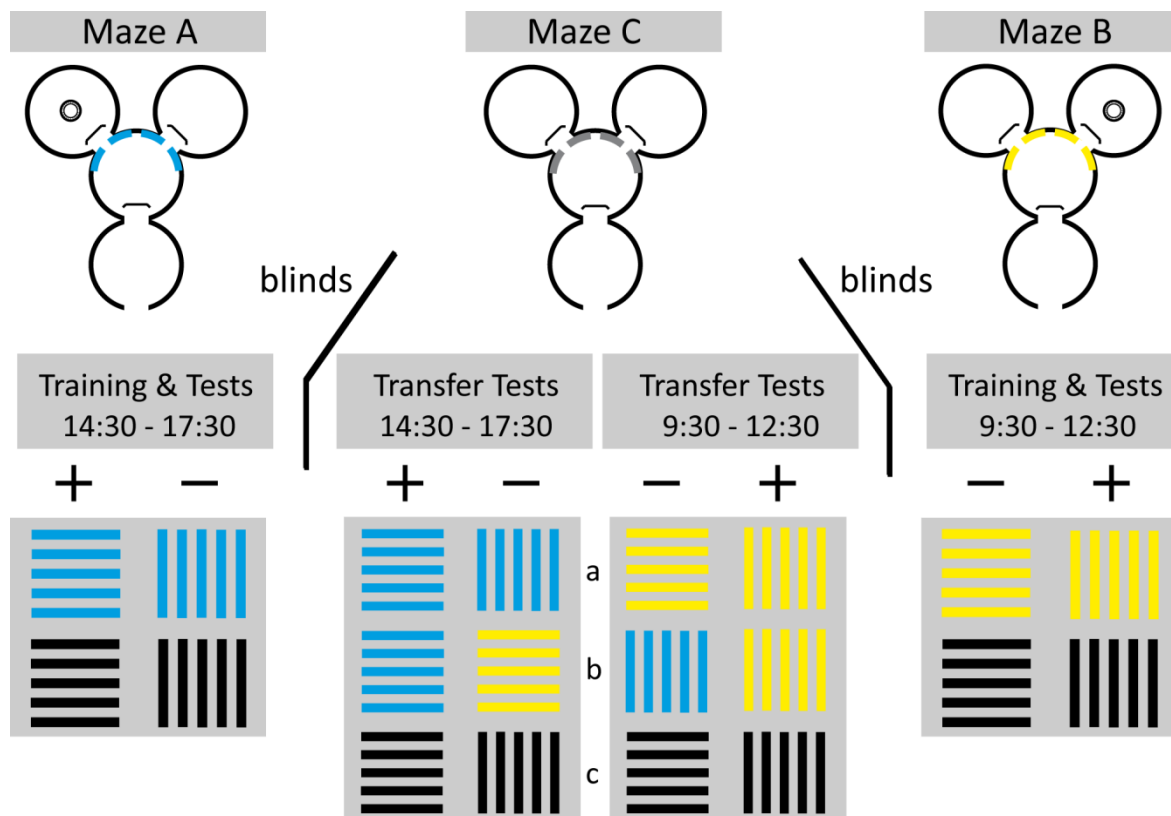 Maze A
Maze C
Maze B
blinds
blinds
Training & Tests
14:30 - 17:30
Transfer Tests
14:30 - 17:30
Transfer Tests
9:30 - 12:30
Training & Tests
9:30 - 12:30
+ −
+ −
− +
− +
a
b
c